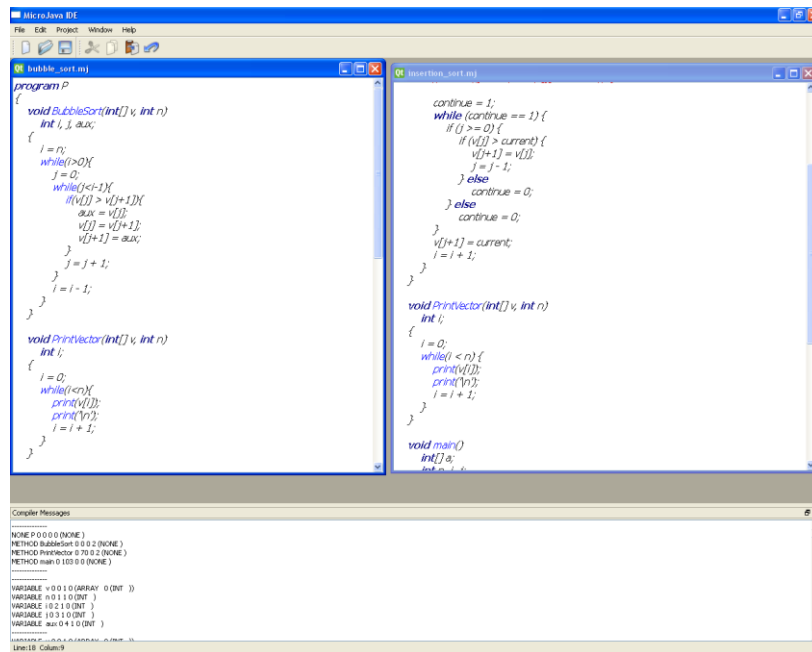 MicroJava IDE
File Edit Project Window Help
Qt bubble_sort.mj
program P
{
void BubbleSort(int[] v, int n)
int i, j, aux;
{
i = n;
while(i>0){
j = 0;
while(j<i-1){
if(v[j] > v[j+1]){
aux = v[j];
v[j] = v[j+1];
v[j+1] = aux;
}
j = j + 1;
}
i = i - 1;
}
}
void PrintVector(int[] v, int n)
int i;
{
i = 0;
while(i<n){
print(v[i]);
print('\n');
i = i + 1;
}
}
Qt insertion_sort.mj
continue = 1;
while (continue == 1) {
if (j >= 0) {
if (v[j] > current) {
v[j+1] = v[j];
j = j - 1;
} else
continue = 0;
} else
continue = 0;
}
v[j+1] = current;
i = i + 1;
}
}
void PrintVector(int[] v, int n)
int i;
{
i = 0;
while(i < n) {
print(v[i]);
print('\n');
i = i + 1;
}
}
void main()
int[] a;
Compiler Messages
--------------
NONE P 0 0 0 0 (NONE )
METHOD BubbleSort 0 0 0 2 (NONE )
METHOD PrintVector 0 70 0 2 (NONE )
METHOD main 0 103 0 0 (NONE )
--------------
--------------
VARIABLE v 0 0 1 0 (ARRAY 0 (INT ))
VARIABLE n 0 1 1 0 (INT )
VARIABLE i 0 2 1 0 (INT )
VARIABLE j 0 3 1 0 (INT )
VARIABLE aux 0 4 1 0 (INT )
--------------
Line:18 Colum:9